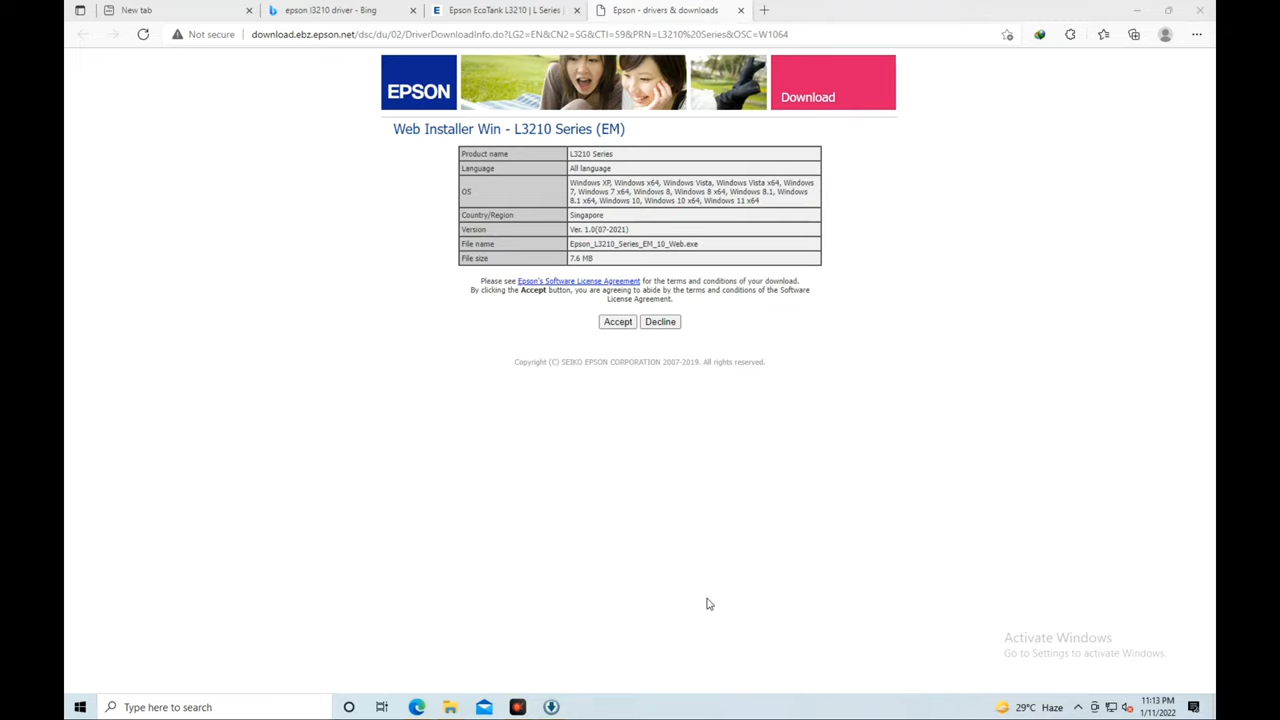 New tab
epson l3210 driver - Bing
Epson EcoTank L3210 | L Series |
Epson - drivers & downloads
Not secure
download.ebz.epson.net/dsc/du/02/DriverDownloadInfo.do?LG2=EN&CN2=SG&CTI=59&PRN=L3210%20Series&OSC=W1064
EPSON
Download
Web Installer Win - L3210 Series (EM)
Product name L3210 Series
Language All language
OS Windows XP, Windows x64, Windows Vista, Windows Vista x64, Windows
7, Windows 7 x64, Windows 8, Windows 8 x64, Windows 8.1, Windows
8.1 x64, Windows 10, Windows 10 x64, Windows 11 x64
Country/Region Singapore
Version Ver. 1.0(07-2021)
File name Epson_L3210_Series_EM_10_Web.exe
File size 7.6 MB
Please see Epson's Software License Agreement for the terms and conditions of your download.
By clicking the Accept button, you are agreeing to abide by the terms and conditions of the Software
License Agreement.
Accept Decline
Copyright (C) SEIKO EPSON CORPORATION 2007-2019. All rights reserved.
Activate Windows
Go to Settings to activate Windows.
Type here to search
29°C Haze
11:13 PM
1/11/2022